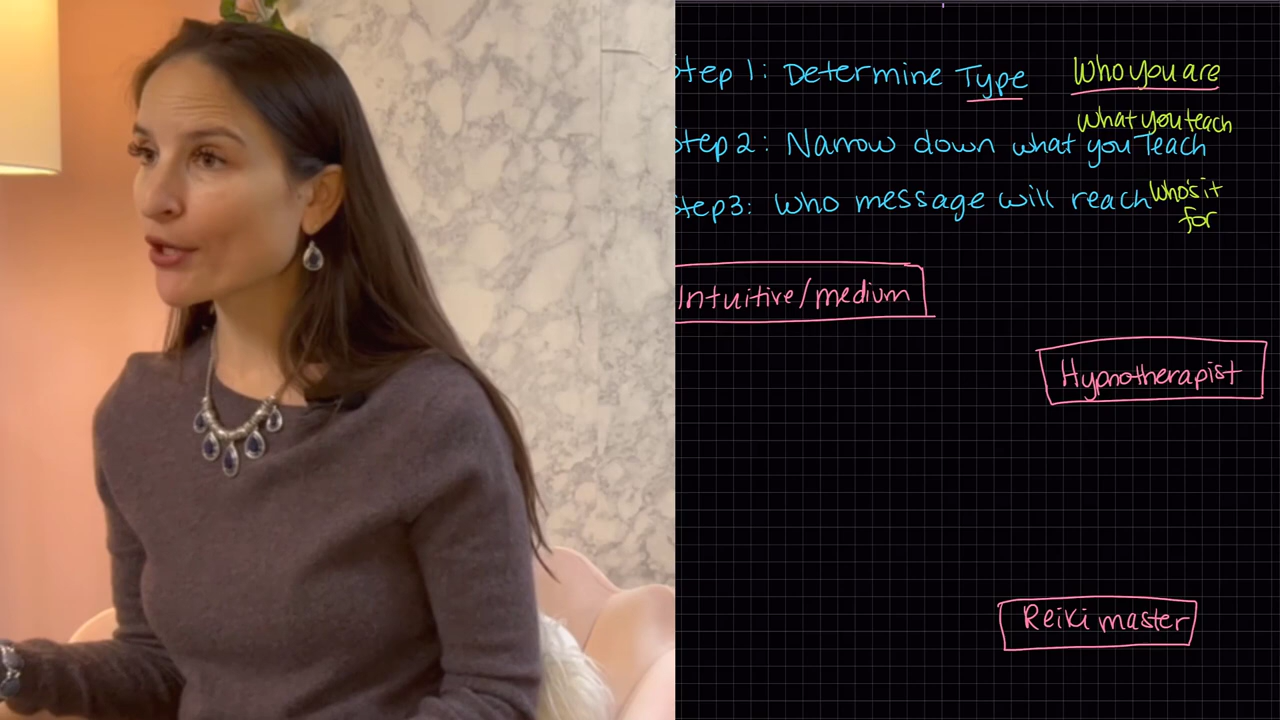 tep 1: Determine Type Who you are
what you teach
tep 2: Narrow down what you Teach
tep3: Who message will reach Who's it
for
Intuitive/medium
Hypnotherapist
Reiki master